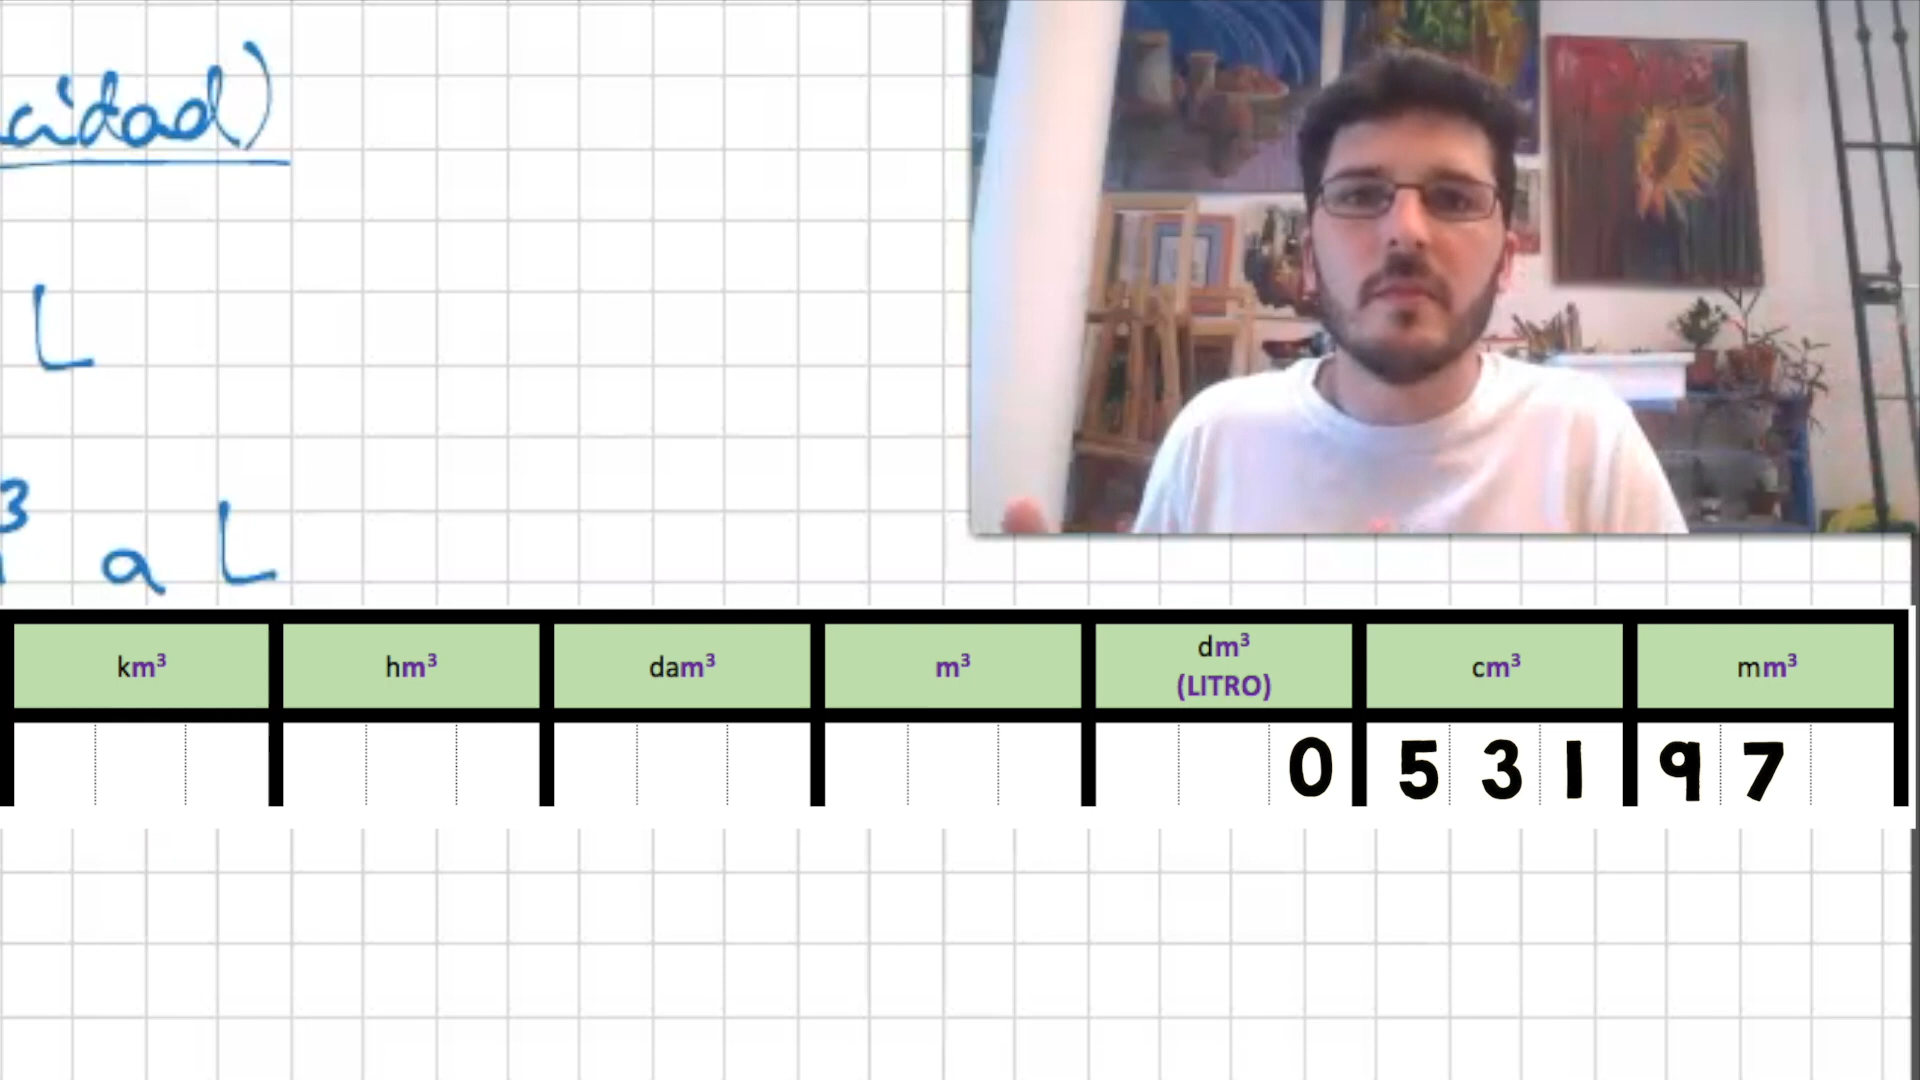 cidad)
L
3 a L
km³ hm³ dam³ m³ dm³ (LITRO) cm³ mm³
0 5 3 1 9 7